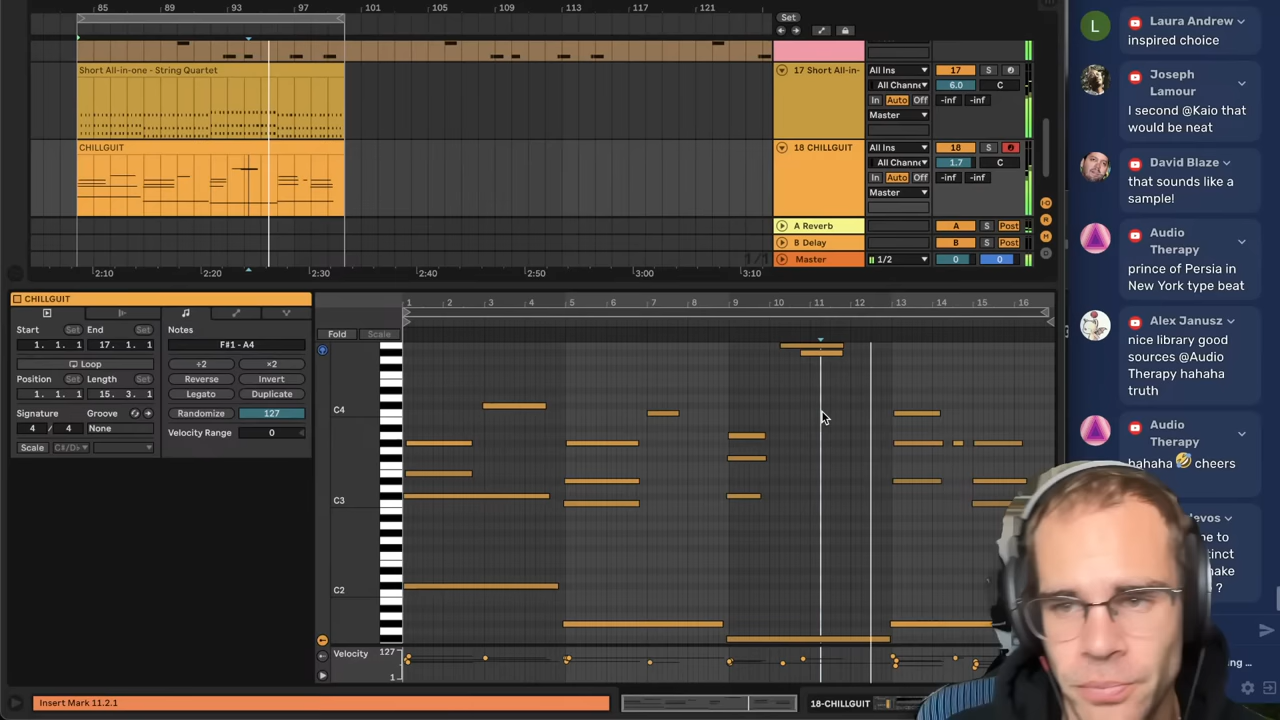 85 89 93 97 101 105 109 113 117 121
Set
Short All-in-one - String Quartet
17 Short All-in-
All Ins
17
S
All Channe
6.0
C
In Auto Off
-inf -inf
Master
CHILLGUIT
18 CHILLGUIT
All Ins
18
S
All Channe
1.7
C
In Auto Off
-inf -inf
Master
A Reverb
A
S
Post
B Delay
B
S
Post
1/1
Master
1/2
0
0
2:10 2:20 2:30 2:40 2:50 3:00 3:10
CHILLGUIT
Start Set End Set
1. 1. 1 17. 1. 1
Loop
Position Set Length Set
1. 1. 1 15. 3. 1
Signature Groove
4 / 4 None
Scale C#/D♭
Notes
F#1 - A4
÷2 ×2
Reverse Invert
Legato Duplicate
Randomize 127
Velocity Range 0
1 2 3 4 5 6 7 8 9 10 11 12 13 14 15 16
Fold Scale
C4
C3
C2
Velocity 127
1
Insert Mark 11.2.1
18-CHILLGUIT
L
Laura Andrew
inspired choice
Joseph
Lamour
I second @Kaio that
would be neat
David Blaze
that sounds like a
sample!
Audio
Therapy
prince of Persia in
New York type beat
Alex Janusz
nice library good
sources @Audio
Therapy hahaha
truth
Audio
Therapy
hahaha 🤣 cheers
evos
be to
tinct
make
?
ng ...